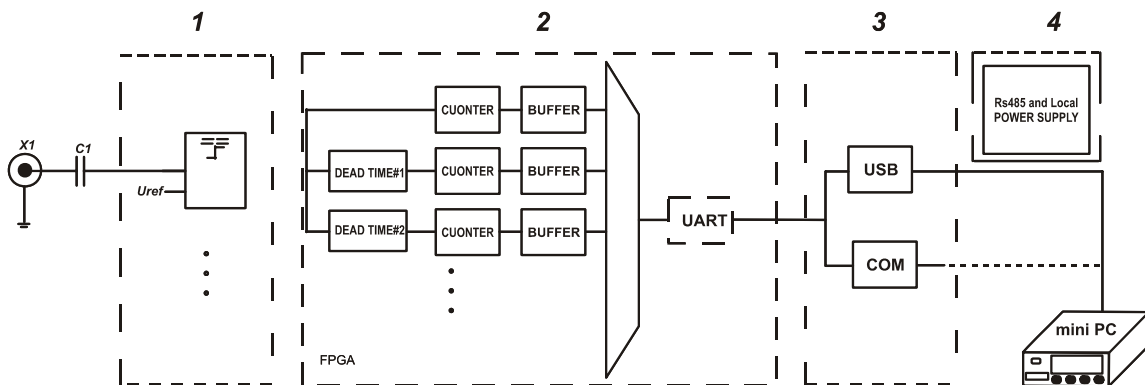 1
2
3
4
X1
C1
Uref
CUONTER
BUFFER
DEAD TIME#1
CUONTER
BUFFER
DEAD TIME#2
CUONTER
BUFFER
FPGA
UART
USB
COM
Rs485 and Local
POWER SUPPLY
mini PC